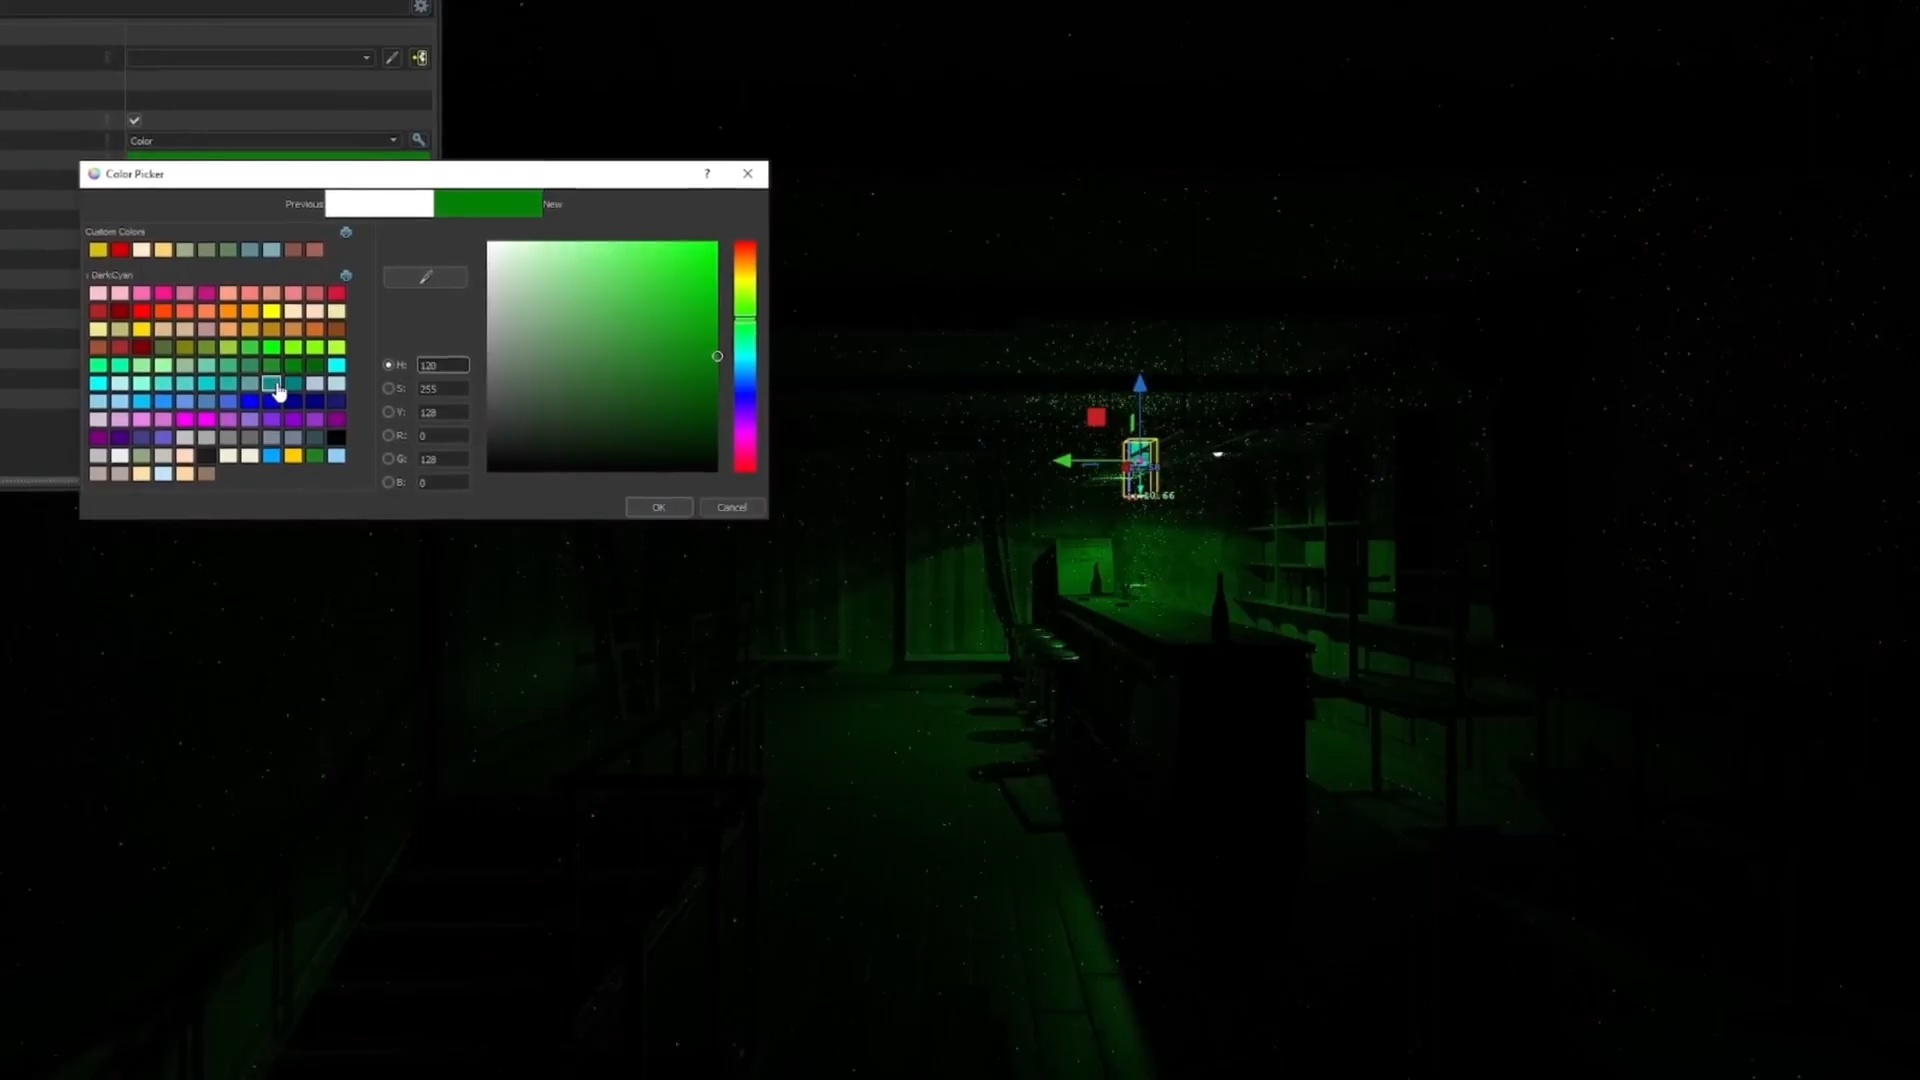 Color
Color Picker
?
Previous
New
Custom Colors
DarkCyan
H: 120
S: 255
V: 128
R: 0
G: 128
B: 0
OK
Cancel